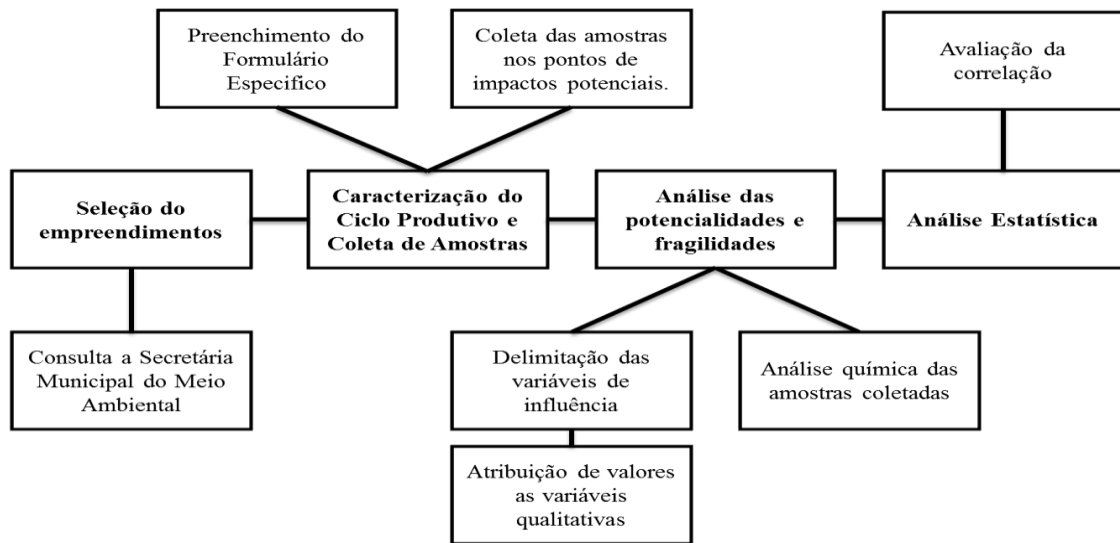 Preenchimento do
Formulário
Especifico
Coleta das amostras
nos pontos de
impactos potenciais.
Avaliação da
correlação
Seleção do
empreendimentos
Caracterização do
Ciclo Produtivo e
Coleta de Amostras
Análise das
potencialidades e
fragilidades
Análise Estatística
Consulta a Secretária
Municipal do Meio
Ambiental
Delimitação das
variáveis de
influência
Análise química das
amostras coletadas
Atribuição de valores
as variáveis
qualitativas